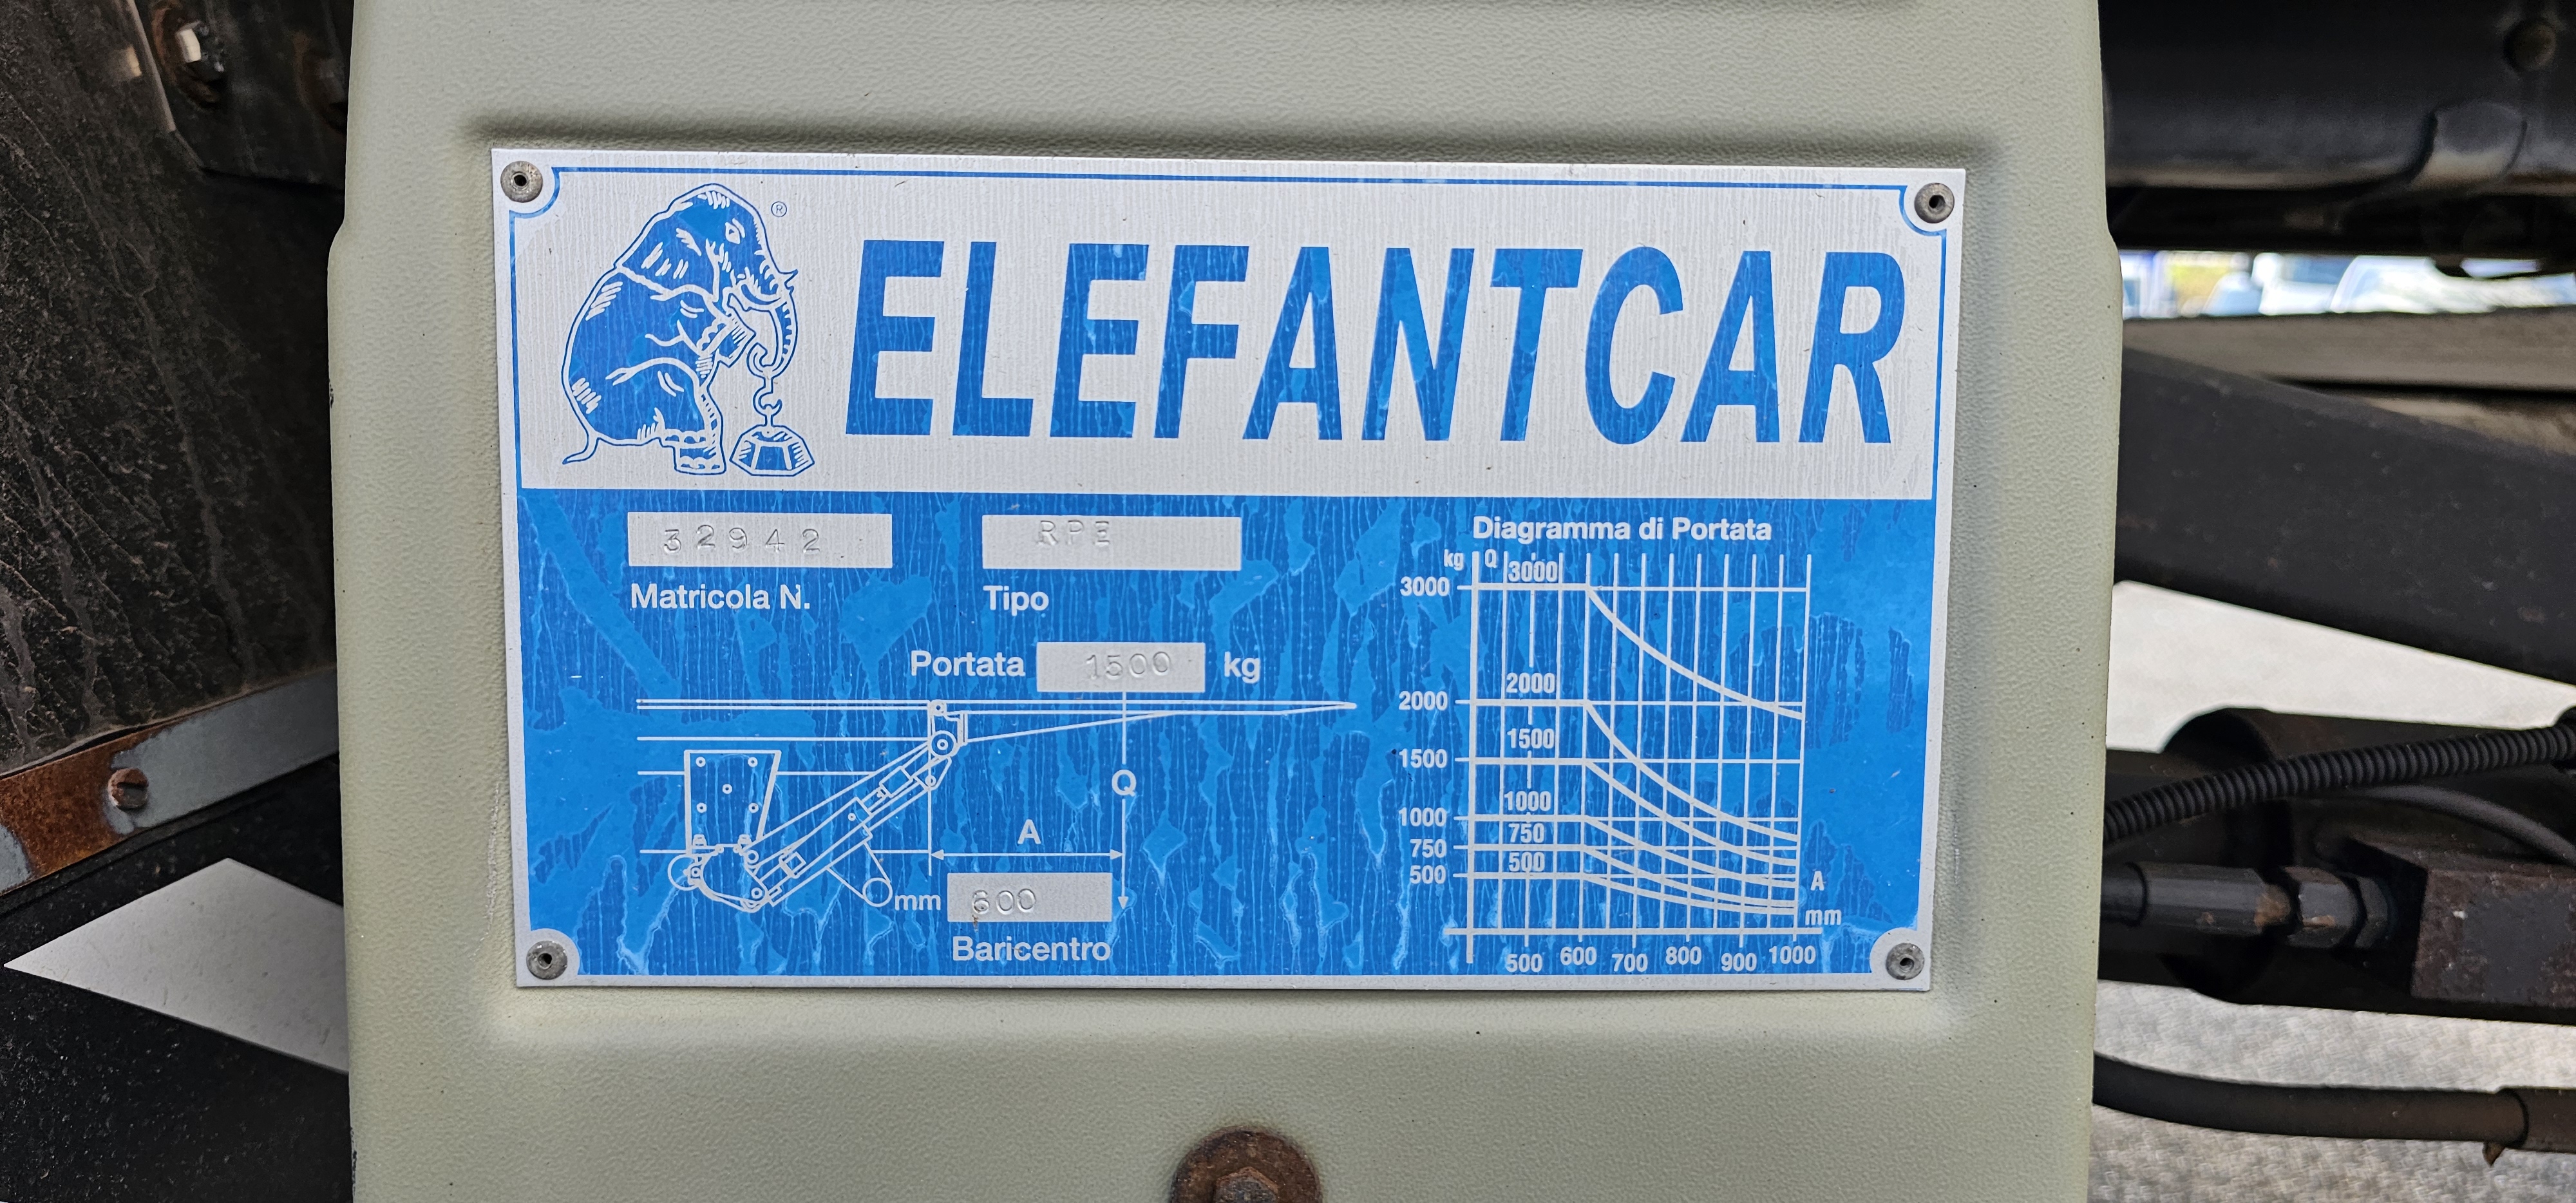 ®
ELEFANTCAR
32942
Matricola N.
RPE
Tipo
Portata 1500 kg
Q
A
mm 600
Baricentro
Diagramma di Portata
kg Q
3000 3000
2000 2000
1500 1500
1000 1000
750 750
500 500
A
mm
500 600 700 800 900 1000